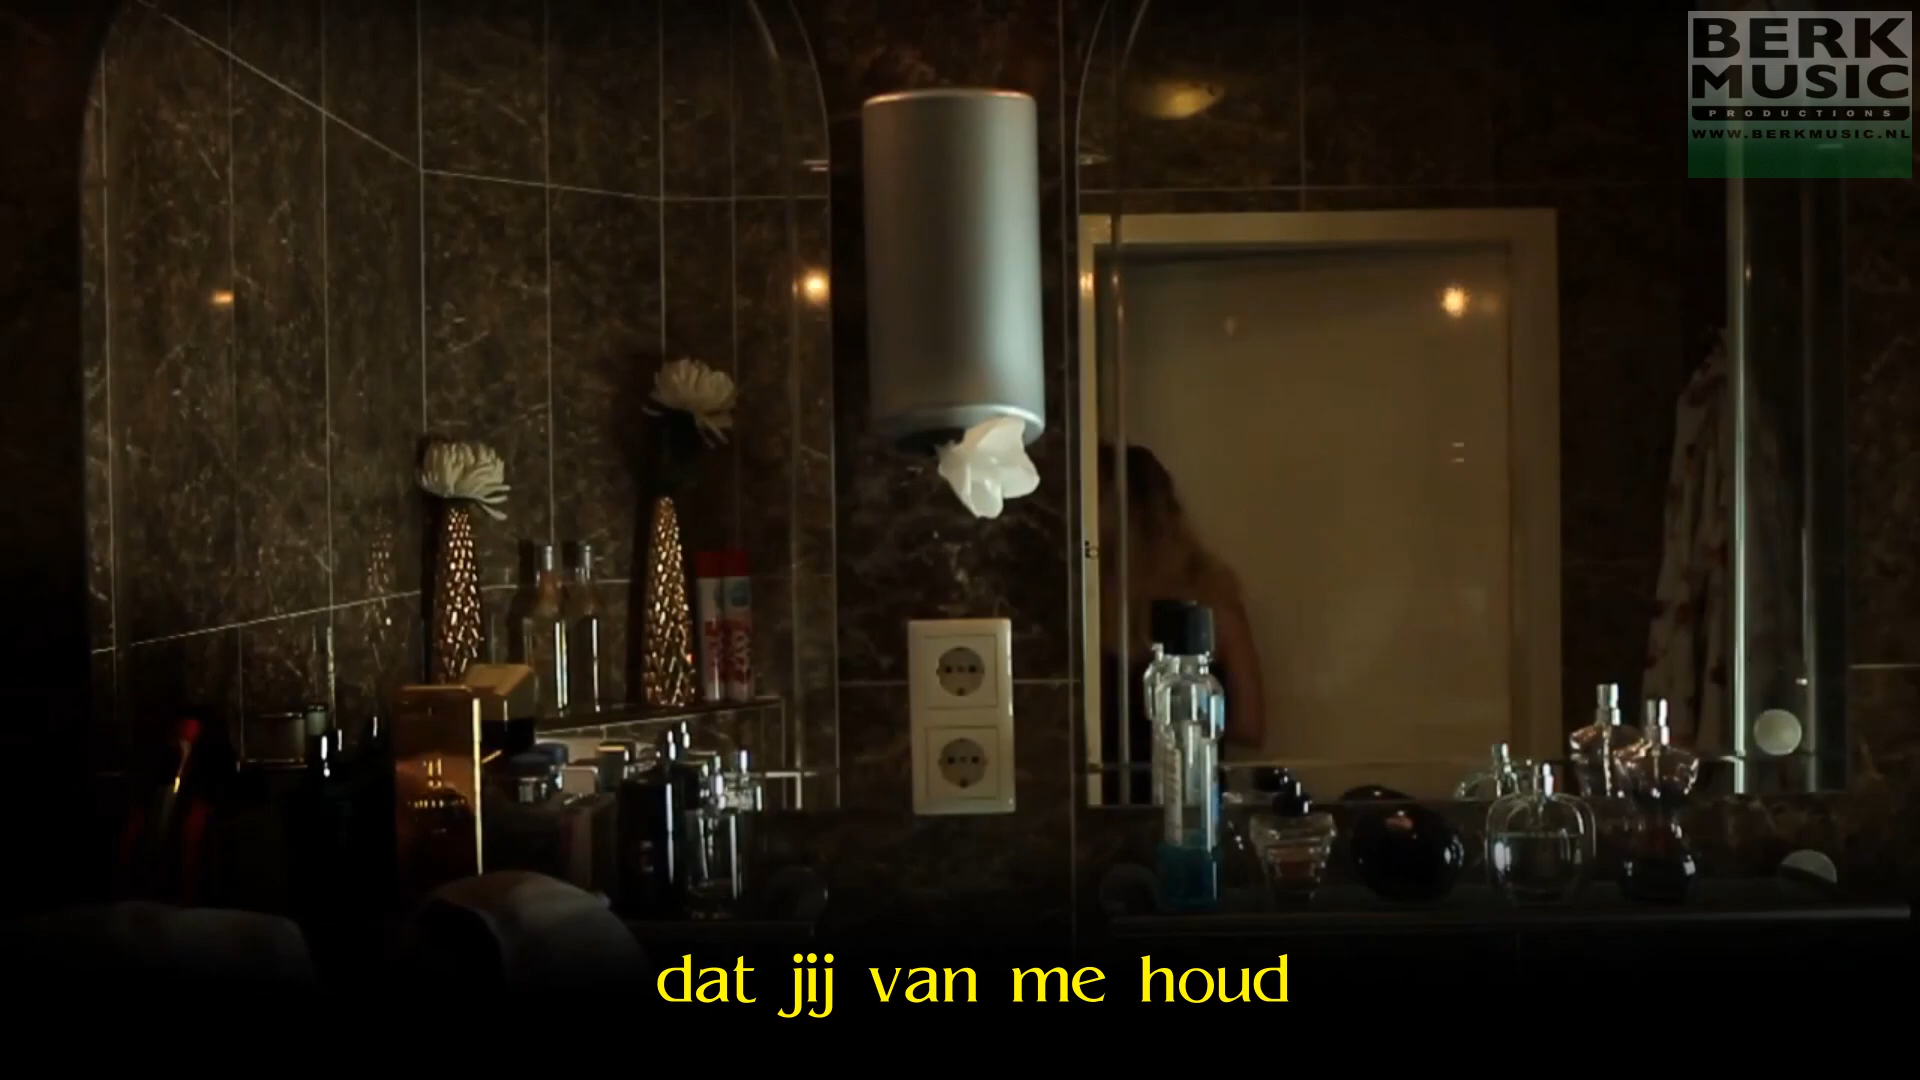 BERK
MUSIC
PRODUCTIONS
WWW.BERKMUSIC.NL
dat jij van me houd